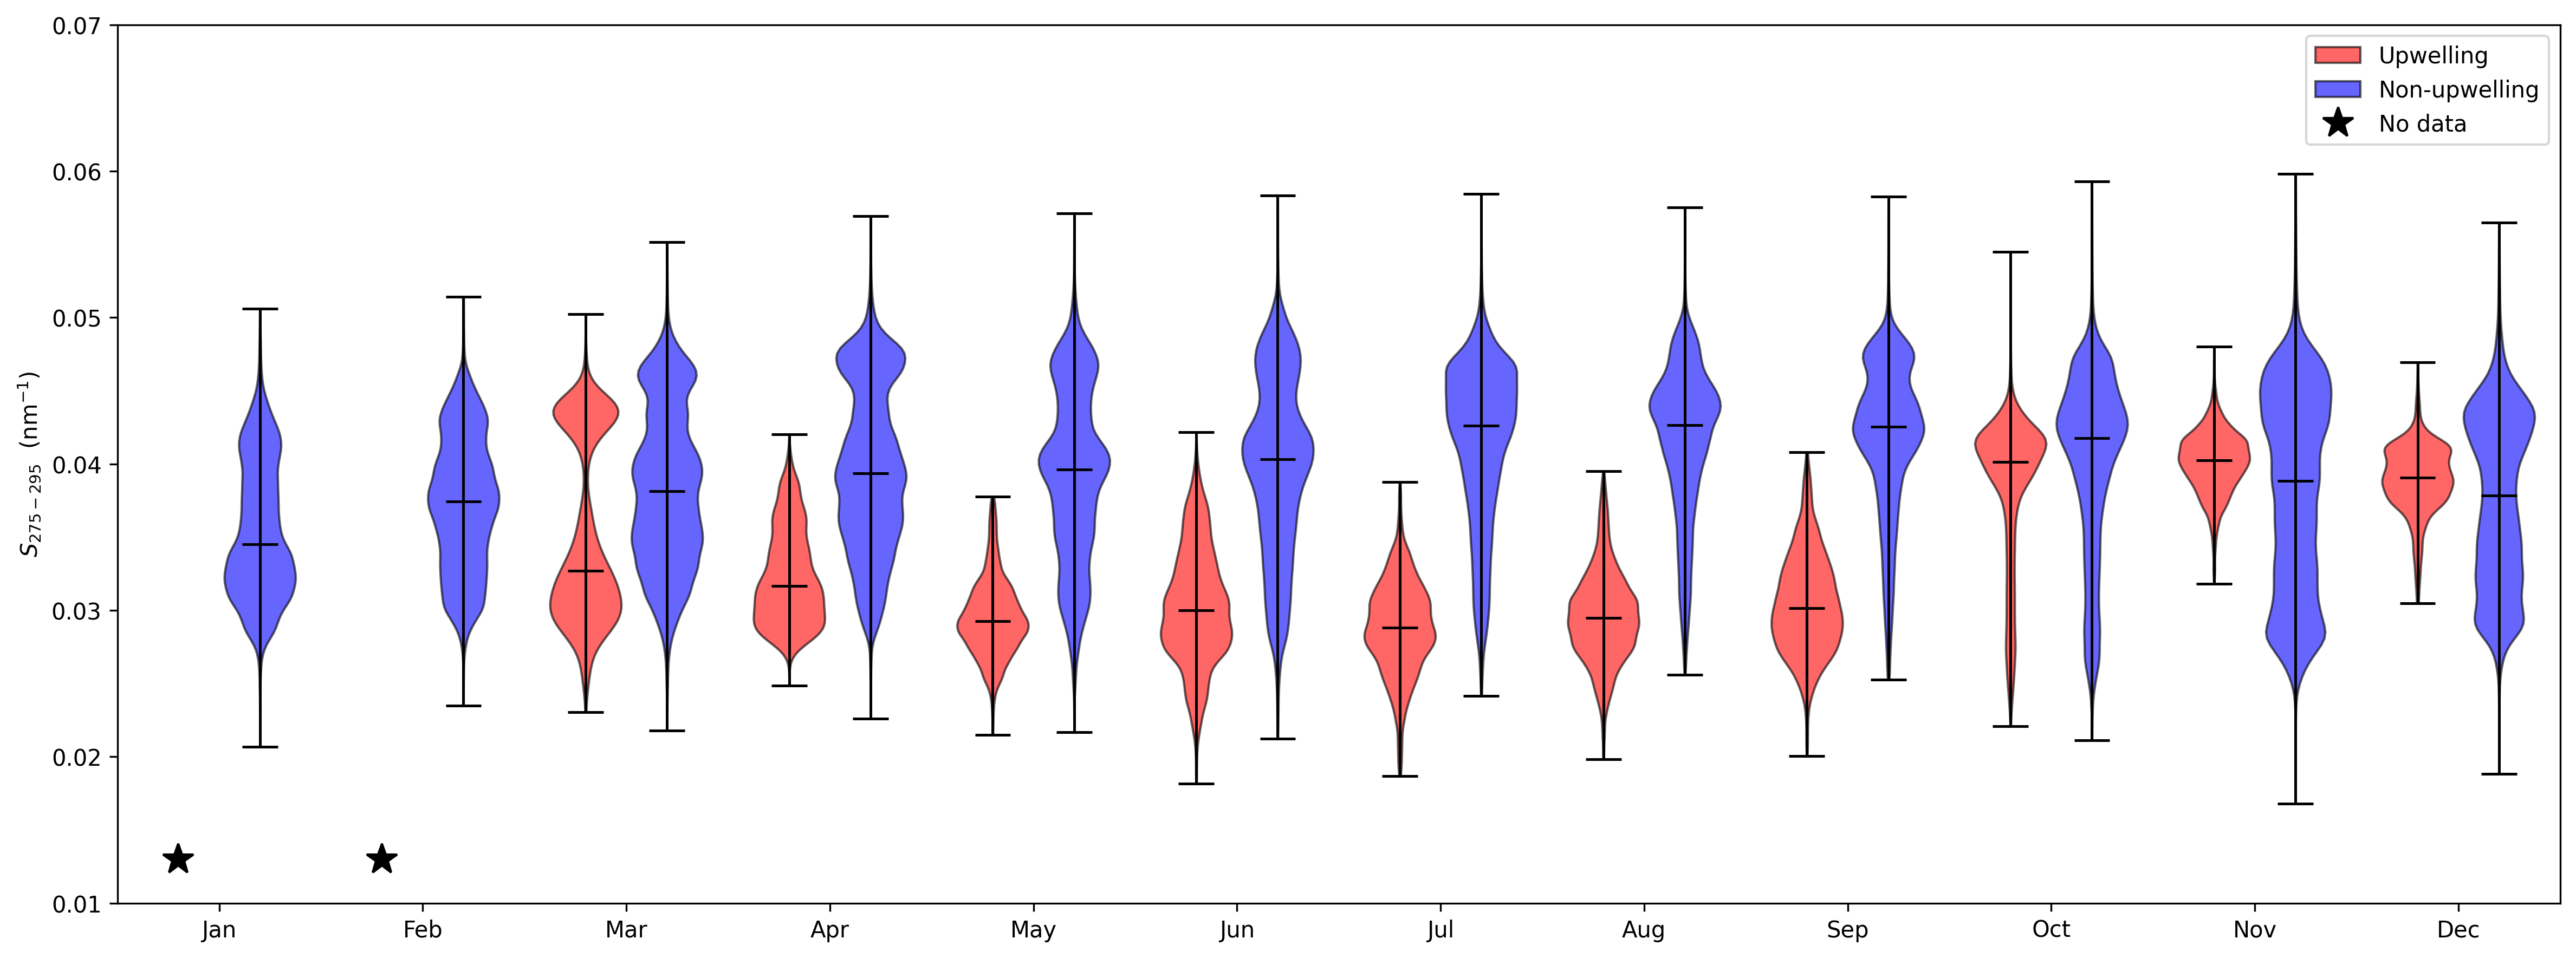 0.07
0.06
0.05
0.04
0.03
0.02
0.01
S₂₇₅₋₂₉₅ (nm⁻¹)
Upwelling
Non-upwelling
No data
Jan Feb Mar Apr May Jun Jul Aug Sep Oct Nov Dec